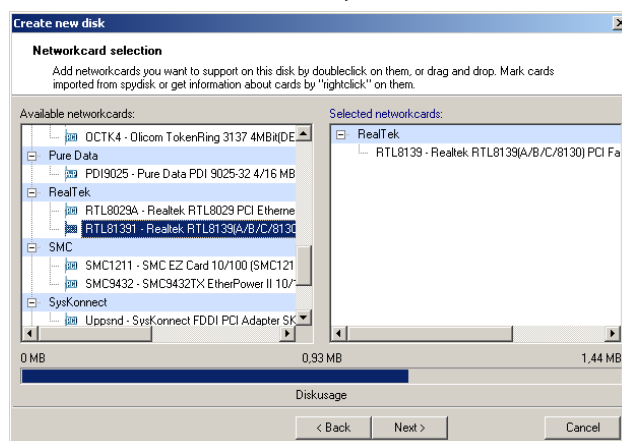 Create new disk
Networkcard selection
Add networkcards you want to support on this disk by doubleclick on them, or drag and drop. Mark cards
imported from spydisk or get information about cards by "rightclick" on them.
Available networkcards:
Selected networkcards:
OCTK4 - Olicom TokenRing 3137 4MBit(DE
Pure Data
PDI9025 - Pure Data PDI 9025-32 4/16 MB
RealTek
RTL8029A - Realtek RTL8029 PCI Etherne
RTL81391 - Realtek RTL8139(A/B/C/8130
SMC
SMC1211 - SMC EZ Card 10/100 (SMC121
SMC9432 - SMC9432TX EtherPower II 10/
SysKonnect
Uppsnd - SysKonnect FDDI PCI Adapter SK
RealTek
RTL8139 - Realtek RTL8139(A/B/C/8130) PCI Fa
0 MB
0,93 MB
1,44 MB
Diskusage
< Back
Next >
Cancel